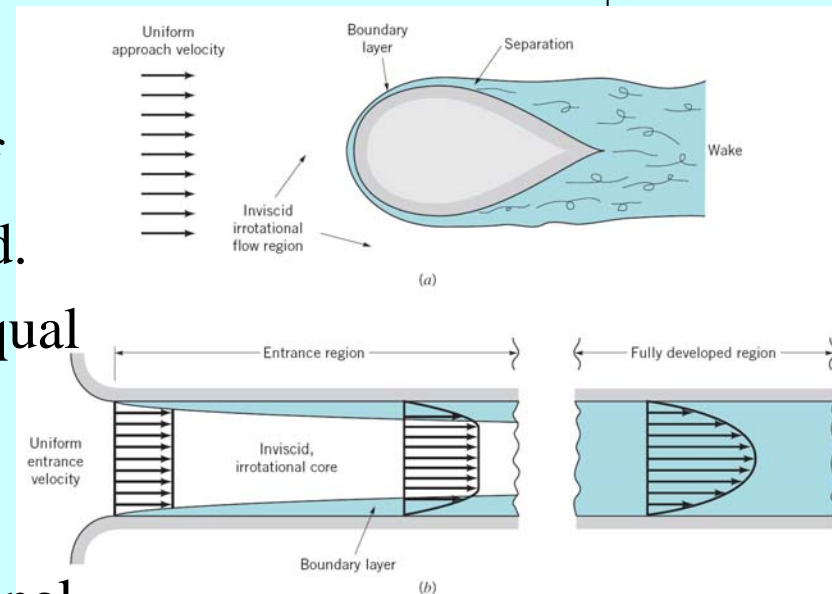 Uniform
approach velocity
Boundary
layer
Separation
Wake
Inviscid
irrotational
flow region
(a)
d.
qual
Entrance region
Fully developed region
Uniform
entrance
velocity
Inviscid,
irrotational core
Boundary layer
(b)